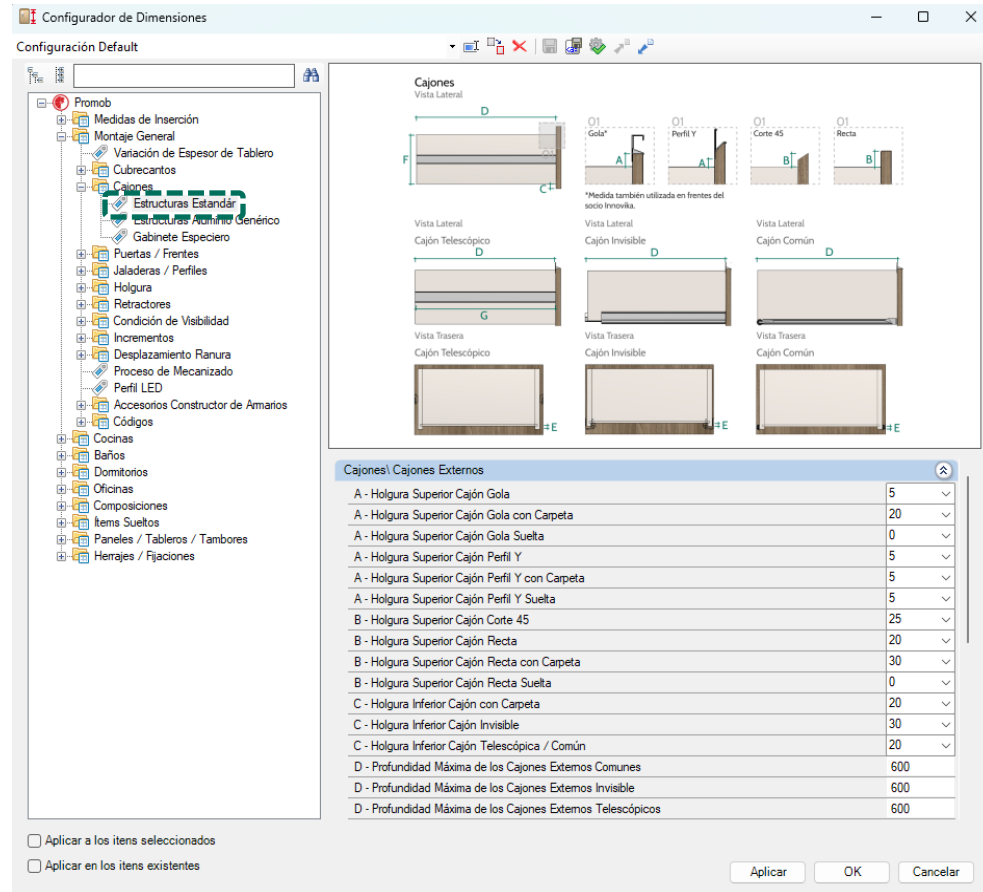 Configurador de Dimensiones
Configuración Default
Promob
Medidas de Inserción
Montaje General
Variación de Espesor de Tablero
Cubrecantos
Cajones
Estructuras Estandár
Estructuras Aluminio Genérico
Gabinete Especiero
Puertas / Frentes
Jaladeras / Perfiles
Holgura
Retractores
Condición de Visibilidad
Incrementos
Desplazamiento Ranura
Proceso de Mecanizado
Perfil LED
Accesorios Constructor de Armarios
Códigos
Cocinas
Baños
Dormitorios
Oficinas
Composiciones
Ítems Sueltos
Paneles / Tableros / Tambores
Herrajes / Fijaciones
Aplicar a los itens seleccionados
Aplicar en los itens existentes
Cajones
Vista Lateral
D
F
O1
C
O1 O1 O1 O1
Gola* Perfil Y Corte 45 Recta
A A B B
*Medida también utilizada en frentes del
socio Innovika.
Vista Lateral Vista Lateral Vista Lateral
Cajón Telescópico Cajón Invisible Cajón Común
D D D
G
Vista Trasera Vista Trasera Vista Trasera
Cajón Telescópico Cajón Invisible Cajón Común
E E E
Cajones\ Cajones Externos
A - Holgura Superior Cajón Gola 5
A - Holgura Superior Cajón Gola con Carpeta 20
A - Holgura Superior Cajón Gola Suelta 0
A - Holgura Superior Cajón Perfil Y 5
A - Holgura Superior Cajón Perfil Y con Carpeta 5
A - Holgura Superior Cajón Perfil Y Suelta 5
B - Holgura Superior Cajón Corte 45 25
B - Holgura Superior Cajón Recta 20
B - Holgura Superior Cajón Recta con Carpeta 30
B - Holgura Superior Cajón Recta Suelta 0
C - Holgura Inferior Cajón con Carpeta 20
C - Holgura Inferior Cajón Invisible 30
C - Holgura Inferior Cajón Telescópica / Común 20
D - Profundidad Máxima de los Cajones Externos Comunes 600
D - Profundidad Máxima de los Cajones Externos Invisible 600
D - Profundidad Máxima de los Cajones Externos Telescópicos 600
Aplicar OK Cancelar